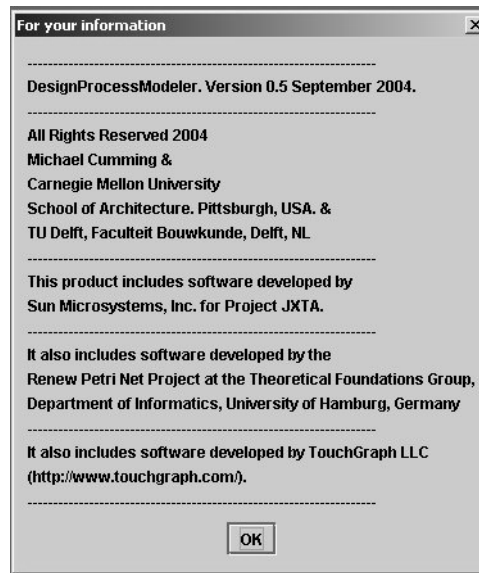 For your information
DesignProcessModeler. Version 0.5 September 2004.
All Rights Reserved 2004
Michael Cumming &
Carnegie Mellon University
School of Architecture. Pittsburgh, USA. &
TU Delft, Faculteit Bouwkunde, Delft, NL
This product includes software developed by
Sun Microsystems, Inc. for Project JXTA.
It also includes software developed by the
Renew Petri Net Project at the Theoretical Foundations Group,
Department of Informatics, University of Hamburg, Germany
It also includes software developed by TouchGraph LLC
(http://www.touchgraph.com/).
OK